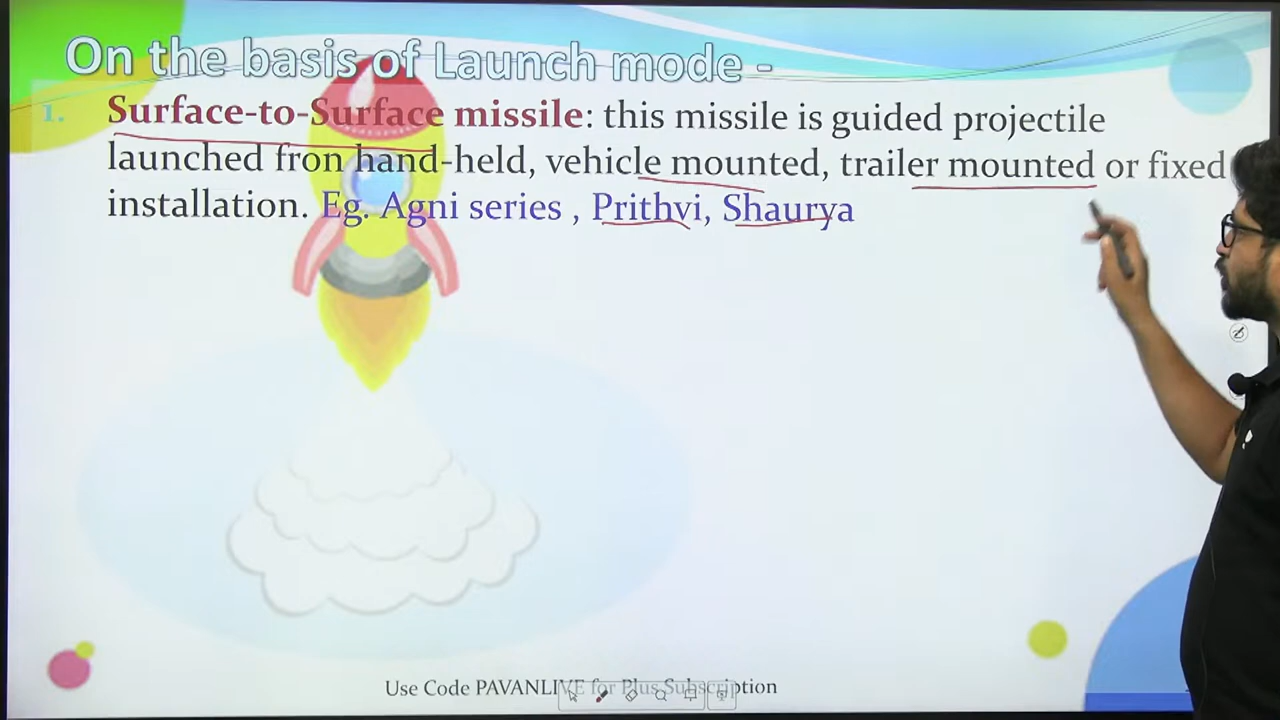 On the basis of Launch mode -
1. Surface-to-Surface missile: this missile is guided projectile
launched fron hand-held, vehicle mounted, trailer mounted or fixed
installation. Eg. Agni series , Prithvi, Shaurya
Use Code PAVANLIVE for Plus Subscription